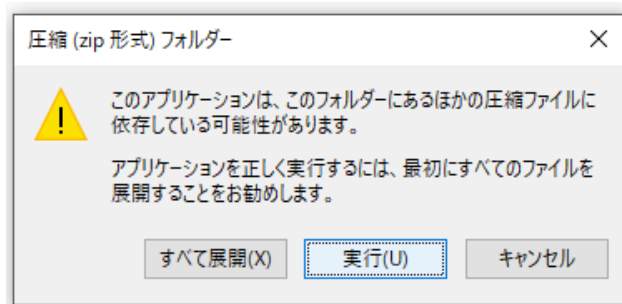 圧縮 (zip 形式) フォルダー
このアプリケーションは、このフォルダーにあるほかの圧縮ファイルに
依存している可能性があります。
アプリケーションを正しく実行するには、最初にすべてのファイルを
展開することをお勧めします。
すべて展開(X) 実行(U) キャンセル